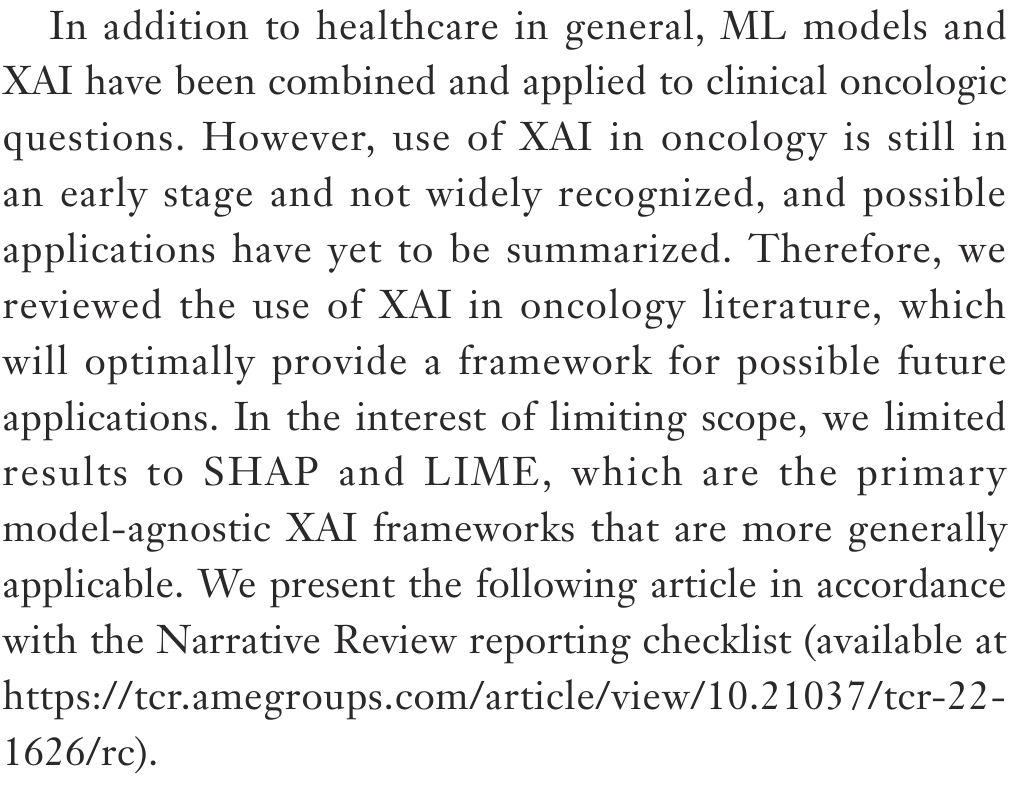 In addition to healthcare in general, ML models and
XAI have been combined and applied to clinical oncologic
questions. However, use of XAI in oncology is still in
an early stage and not widely recognized, and possible
applications have yet to be summarized. Therefore, we
reviewed the use of XAI in oncology literature, which
will optimally provide a framework for possible future
applications. In the interest of limiting scope, we limited
results to SHAP and LIME, which are the primary
model-agnostic XAI frameworks that are more generally
applicable. We present the following article in accordance
with the Narrative Review reporting checklist (available at
https://tcr.amegroups.com/article/view/10.21037/tcr-22-
1626/rc).